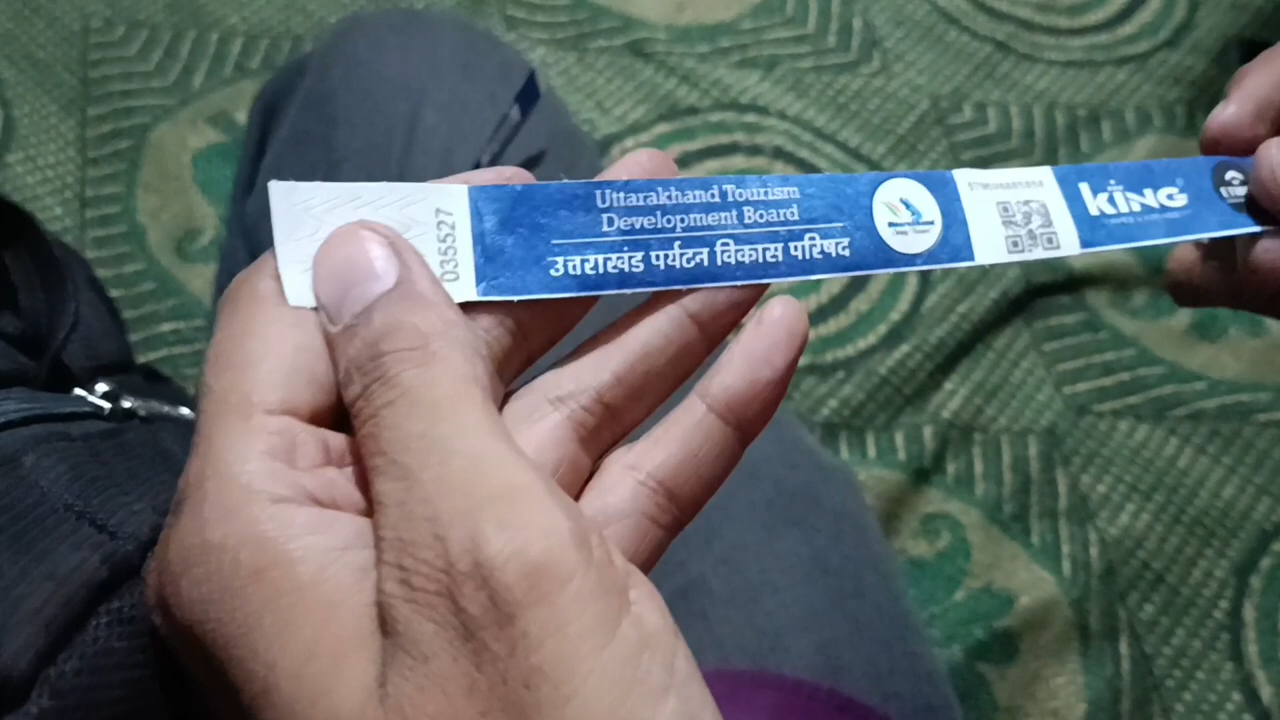 035527
Uttarakhand Tourism
Development Board
उत्तराखंड पर्यटन विकास परिषद
kiNG